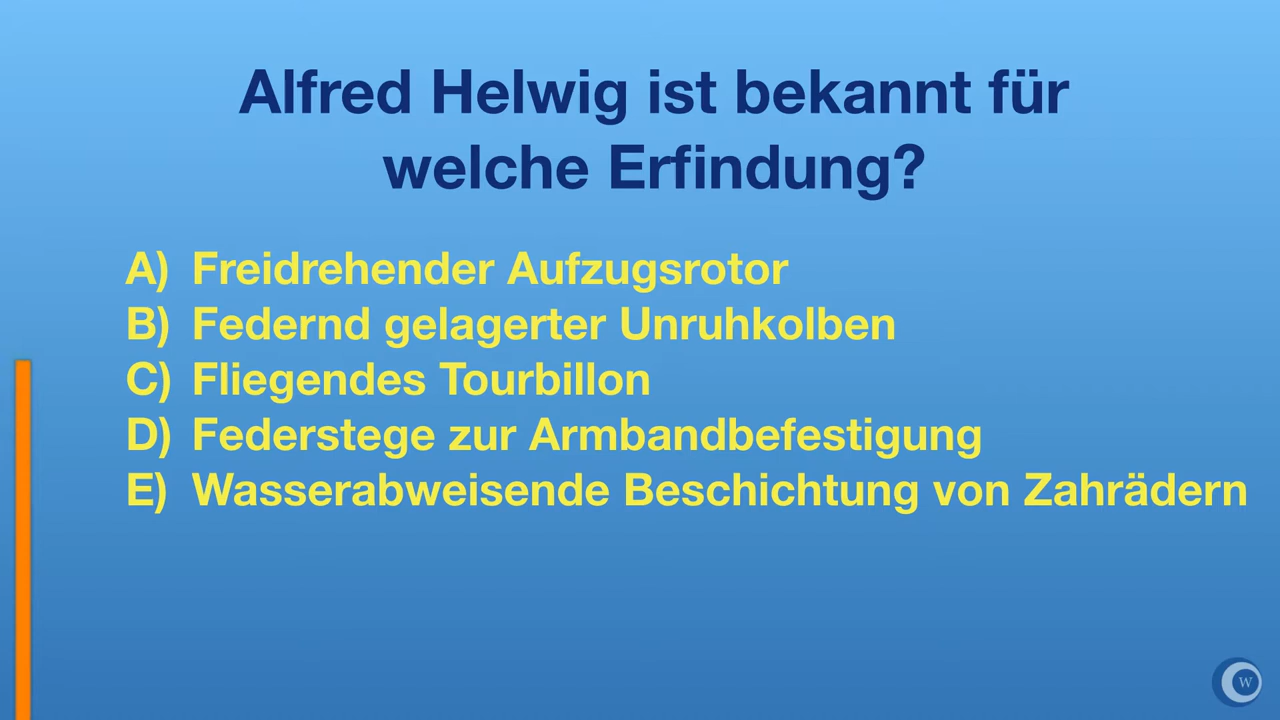 Alfred Helwig ist bekannt für
welche Erfindung?
A) Freidrehender Aufzugsrotor
B) Federnd gelagerter Unruhkolben
C) Fliegendes Tourbillon
D) Federstege zur Armbandbefestigung
E) Wasserabweisende Beschichtung von Zahrädern
W